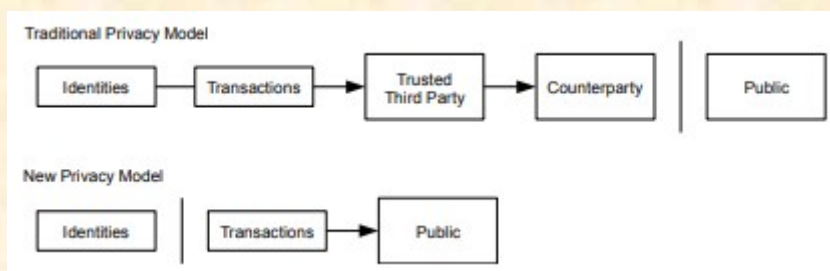 Traditional Privacy Model
Identities
Transactions
Trusted
Third Party
Counterparty
Public
New Privacy Model
Identities
Transactions
Public